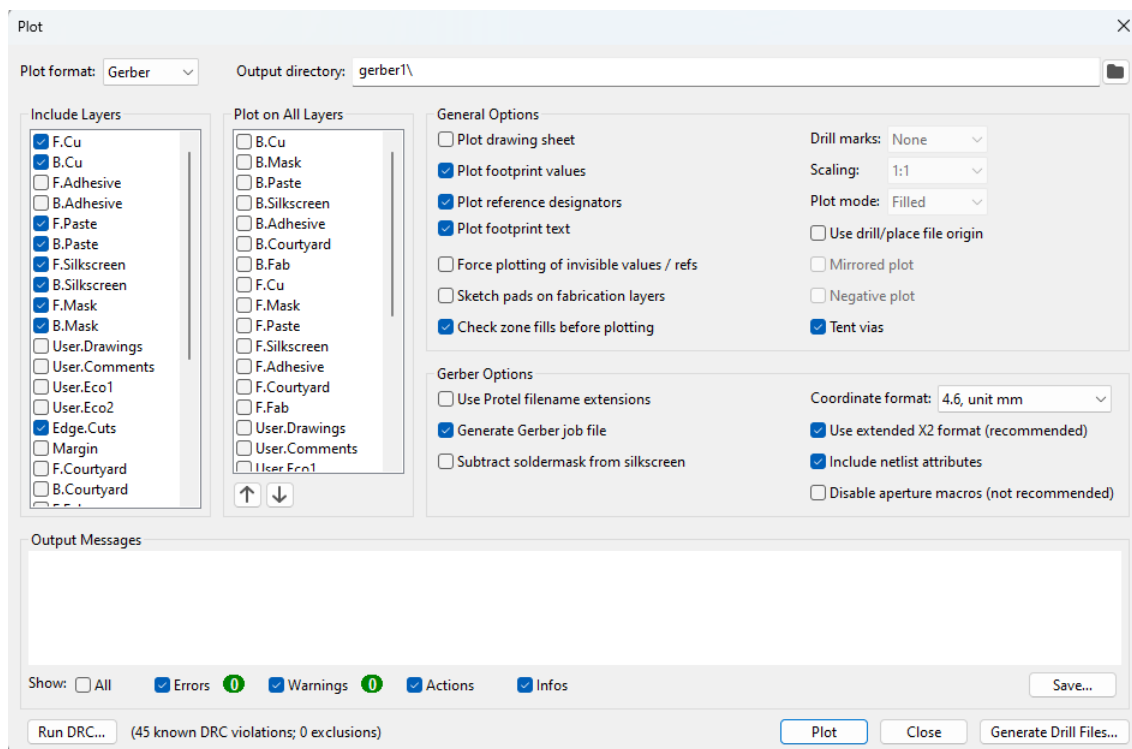 Plot
Plot format: Gerber
Output directory: gerber1\
Include Layers
F.Cu
B.Cu
F.Adhesive
B.Adhesive
F.Paste
B.Paste
F.Silkscreen
B.Silkscreen
F.Mask
B.Mask
User.Drawings
User.Comments
User.Eco1
User.Eco2
Edge.Cuts
Margin
F.Courtyard
B.Courtyard
Plot on All Layers
B.Cu
B.Mask
B.Paste
B.Silkscreen
B.Adhesive
B.Courtyard
B.Fab
F.Cu
F.Mask
F.Paste
F.Silkscreen
F.Adhesive
F.Courtyard
F.Fab
User.Drawings
User.Comments
User.Eco1
General Options
Plot drawing sheet
Plot footprint values
Plot reference designators
Plot footprint text
Force plotting of invisible values / refs
Sketch pads on fabrication layers
Check zone fills before plotting
Drill marks: None
Scaling: 1:1
Plot mode: Filled
Use drill/place file origin
Mirrored plot
Negative plot
Tent vias
Gerber Options
Use Protel filename extensions
Generate Gerber job file
Subtract soldermask from silkscreen
Coordinate format: 4.6, unit mm
Use extended X2 format (recommended)
Include netlist attributes
Disable aperture macros (not recommended)
Output Messages
Show: All Errors 0 Warnings 0 Actions Infos Save...
Run DRC... (45 known DRC violations; 0 exclusions) Plot Close Generate Drill Files...